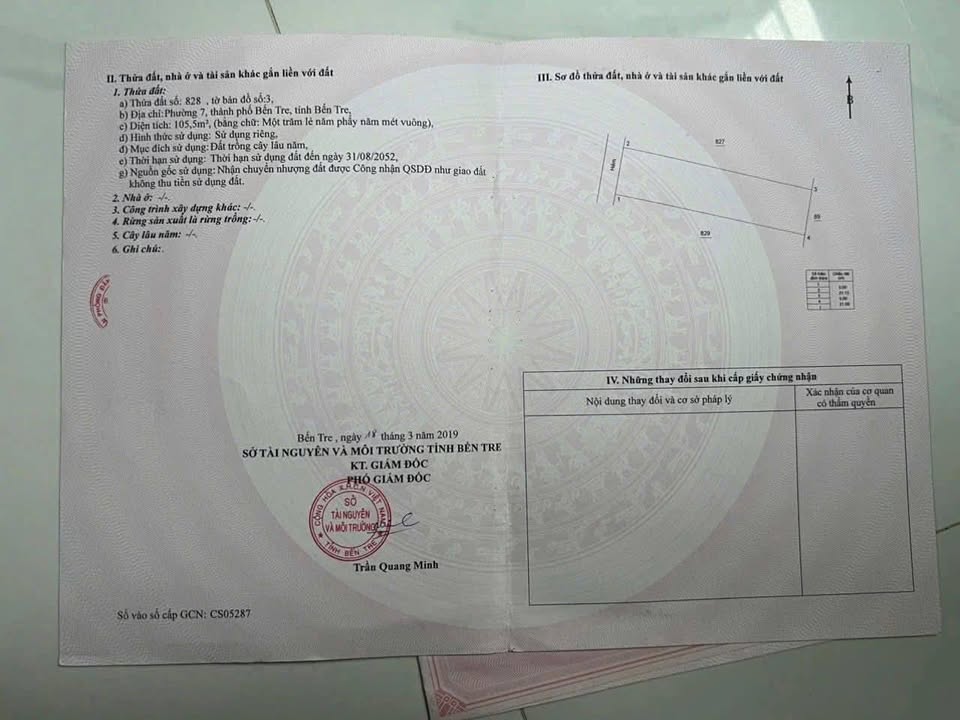 II. Thửa đất, nhà ở và tài sản khác gắn liền với đất
1. Thửa đất:
a) Thửa đất số: 828 , tờ bản đồ số:3,
b) Địa chỉ:Phường 7, thành phố Bến Tre, tỉnh Bến Tre,
c) Diện tích: 105,5m², (bằng chữ: Một trăm lẻ năm phẩy năm mét vuông),
d) Hình thức sử dụng: Sử dụng riêng,
đ) Mục đích sử dụng:Đất trồng cây lâu năm,
e) Thời hạn sử dụng: Thời hạn sử dụng đất đến ngày 31/08/2052,
g) Nguồn gốc sử dụng:Nhận chuyển nhượng đất được Công nhận QSDĐ như giao đất
không thu tiền sử dụng đất.
2. Nhà ở: -/-.
3. Công trình xây dựng khác: -/-.
4. Rừng sản xuất là rừng trồng:-/-.
5. Cây lâu năm: -/-.
6. Ghi chú:.
Bến Tre , ngày 18 tháng 3 năm 2019
SỞ TÀI NGUYÊN VÀ MÔI TRƯỜNG TỈNH BẾN TRE
KT. GIÁM ĐỐC
PHÓ GIÁM ĐỐC
CỘNG HÒA X.H.C.N VIỆT NAM
SỞ
TÀI NGUYÊN
VÀ MÔI TRƯỜNG
TỈNH BẾN TRE
Trần Quang Minh
Số vào sổ cấp GCN: CS05287
III. Sơ đồ thửa đất, nhà ở và tài sản khác gắn liền với đất
B
Hẻm
2
827
3
1
89
829
4
IV. Những thay đổi sau khi cấp giấy chứng nhận
Nội dung thay đổi và cơ sở pháp lý
Xác nhận của cơ quan
có thẩm quyền